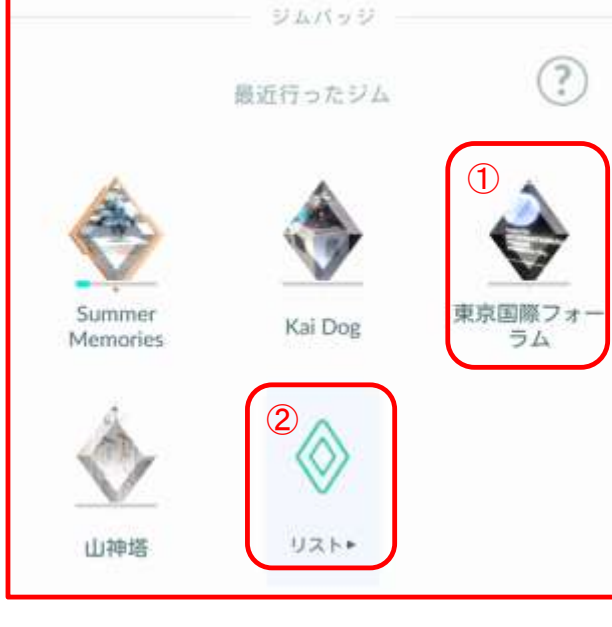 ジムバッジ
最近行ったジム
?
①
Summer
Memories
Kai Dog
東京国際フォー
ラム
②
山神塔
リスト▶